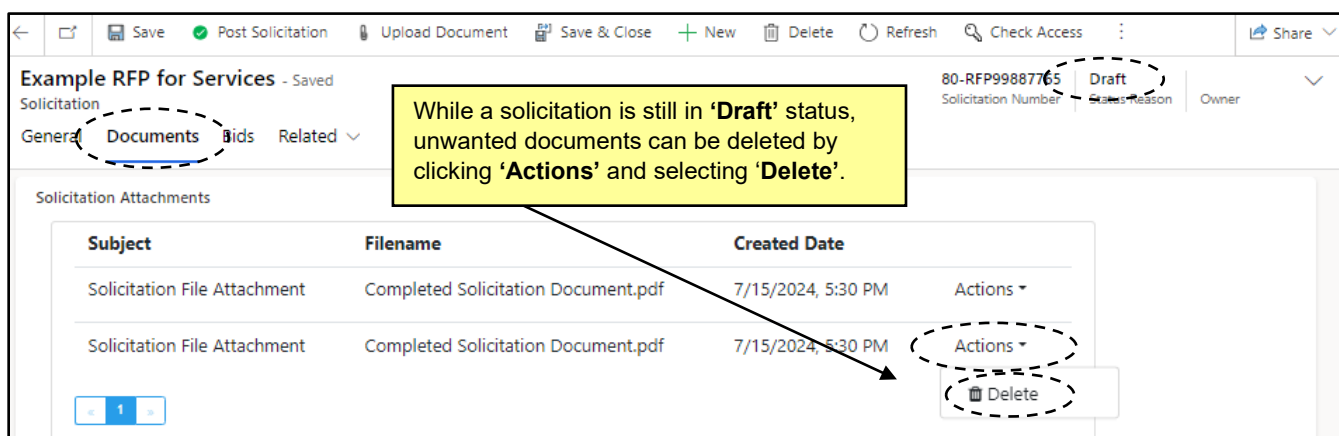 Save Post Solicitation Upload Document Save & Close New Delete Refresh Check Access Share
Example RFP for Services - Saved
80-RFP99887765 Draft
Solicitation
Solicitation Number Status Reason Owner
General Documents Bids Related
While a solicitation is still in ‘Draft’ status,
unwanted documents can be deleted by
clicking ‘Actions’ and selecting ‘Delete’.
Solicitation Attachments
Subject Filename Created Date
Solicitation File Attachment Completed Solicitation Document.pdf 7/15/2024, 5:30 PM Actions
Solicitation File Attachment Completed Solicitation Document.pdf 7/15/2024, 5:30 PM Actions
Delete
« 1 »